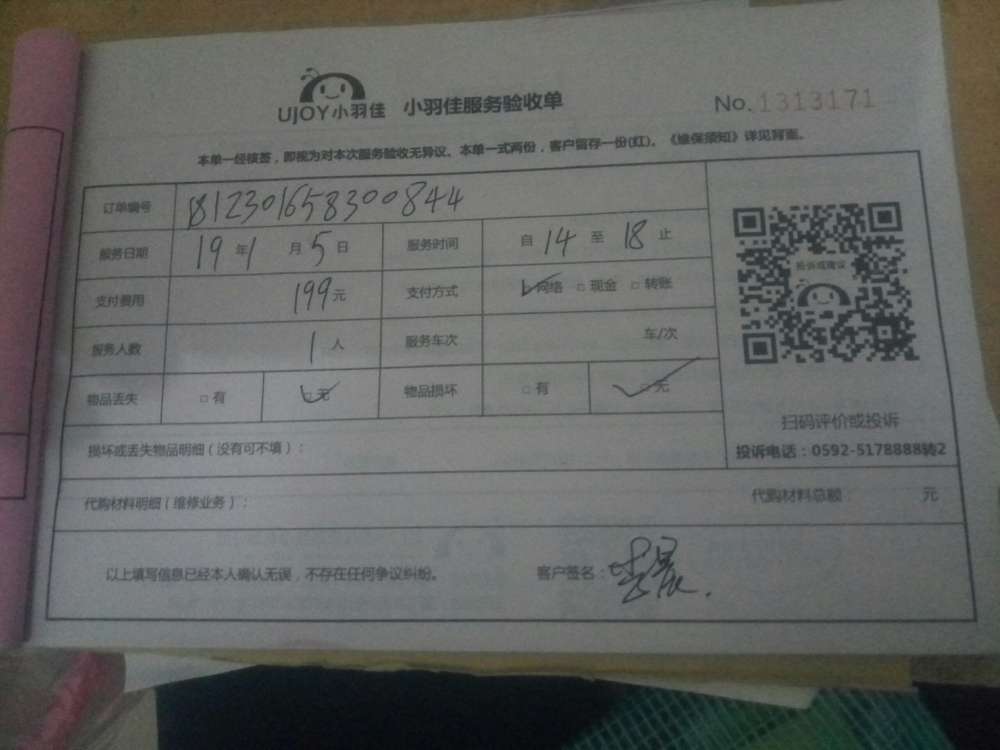 UJOY小羽佳 小羽佳服务验收单 No. 1313171
本单一经核签，即视为对本次服务验收无异议。本单一式两份，客户留存一份(红)。《维保须知》详见背面。
订单编号 1812301658300844
服务日期 19 年 1 月 5 日 服务时间 自 14 至 18 止
投诉或建议
支付费用 199 元 支付方式 ☑网络 □现金 □转账
服务人数 1 人 服务车次 车/次
物品丢失 □有 ☑无 物品损坏 □有 ☑无
扫码评价或投诉
投诉电话：0592-5178888转2
损坏或丢失物品明细（没有可不填）：
代购材料明细（维修业务）： 代购材料总额： 元
以上填写信息已经本人确认无误，不存在任何争议纠纷。 客户签名：李晨